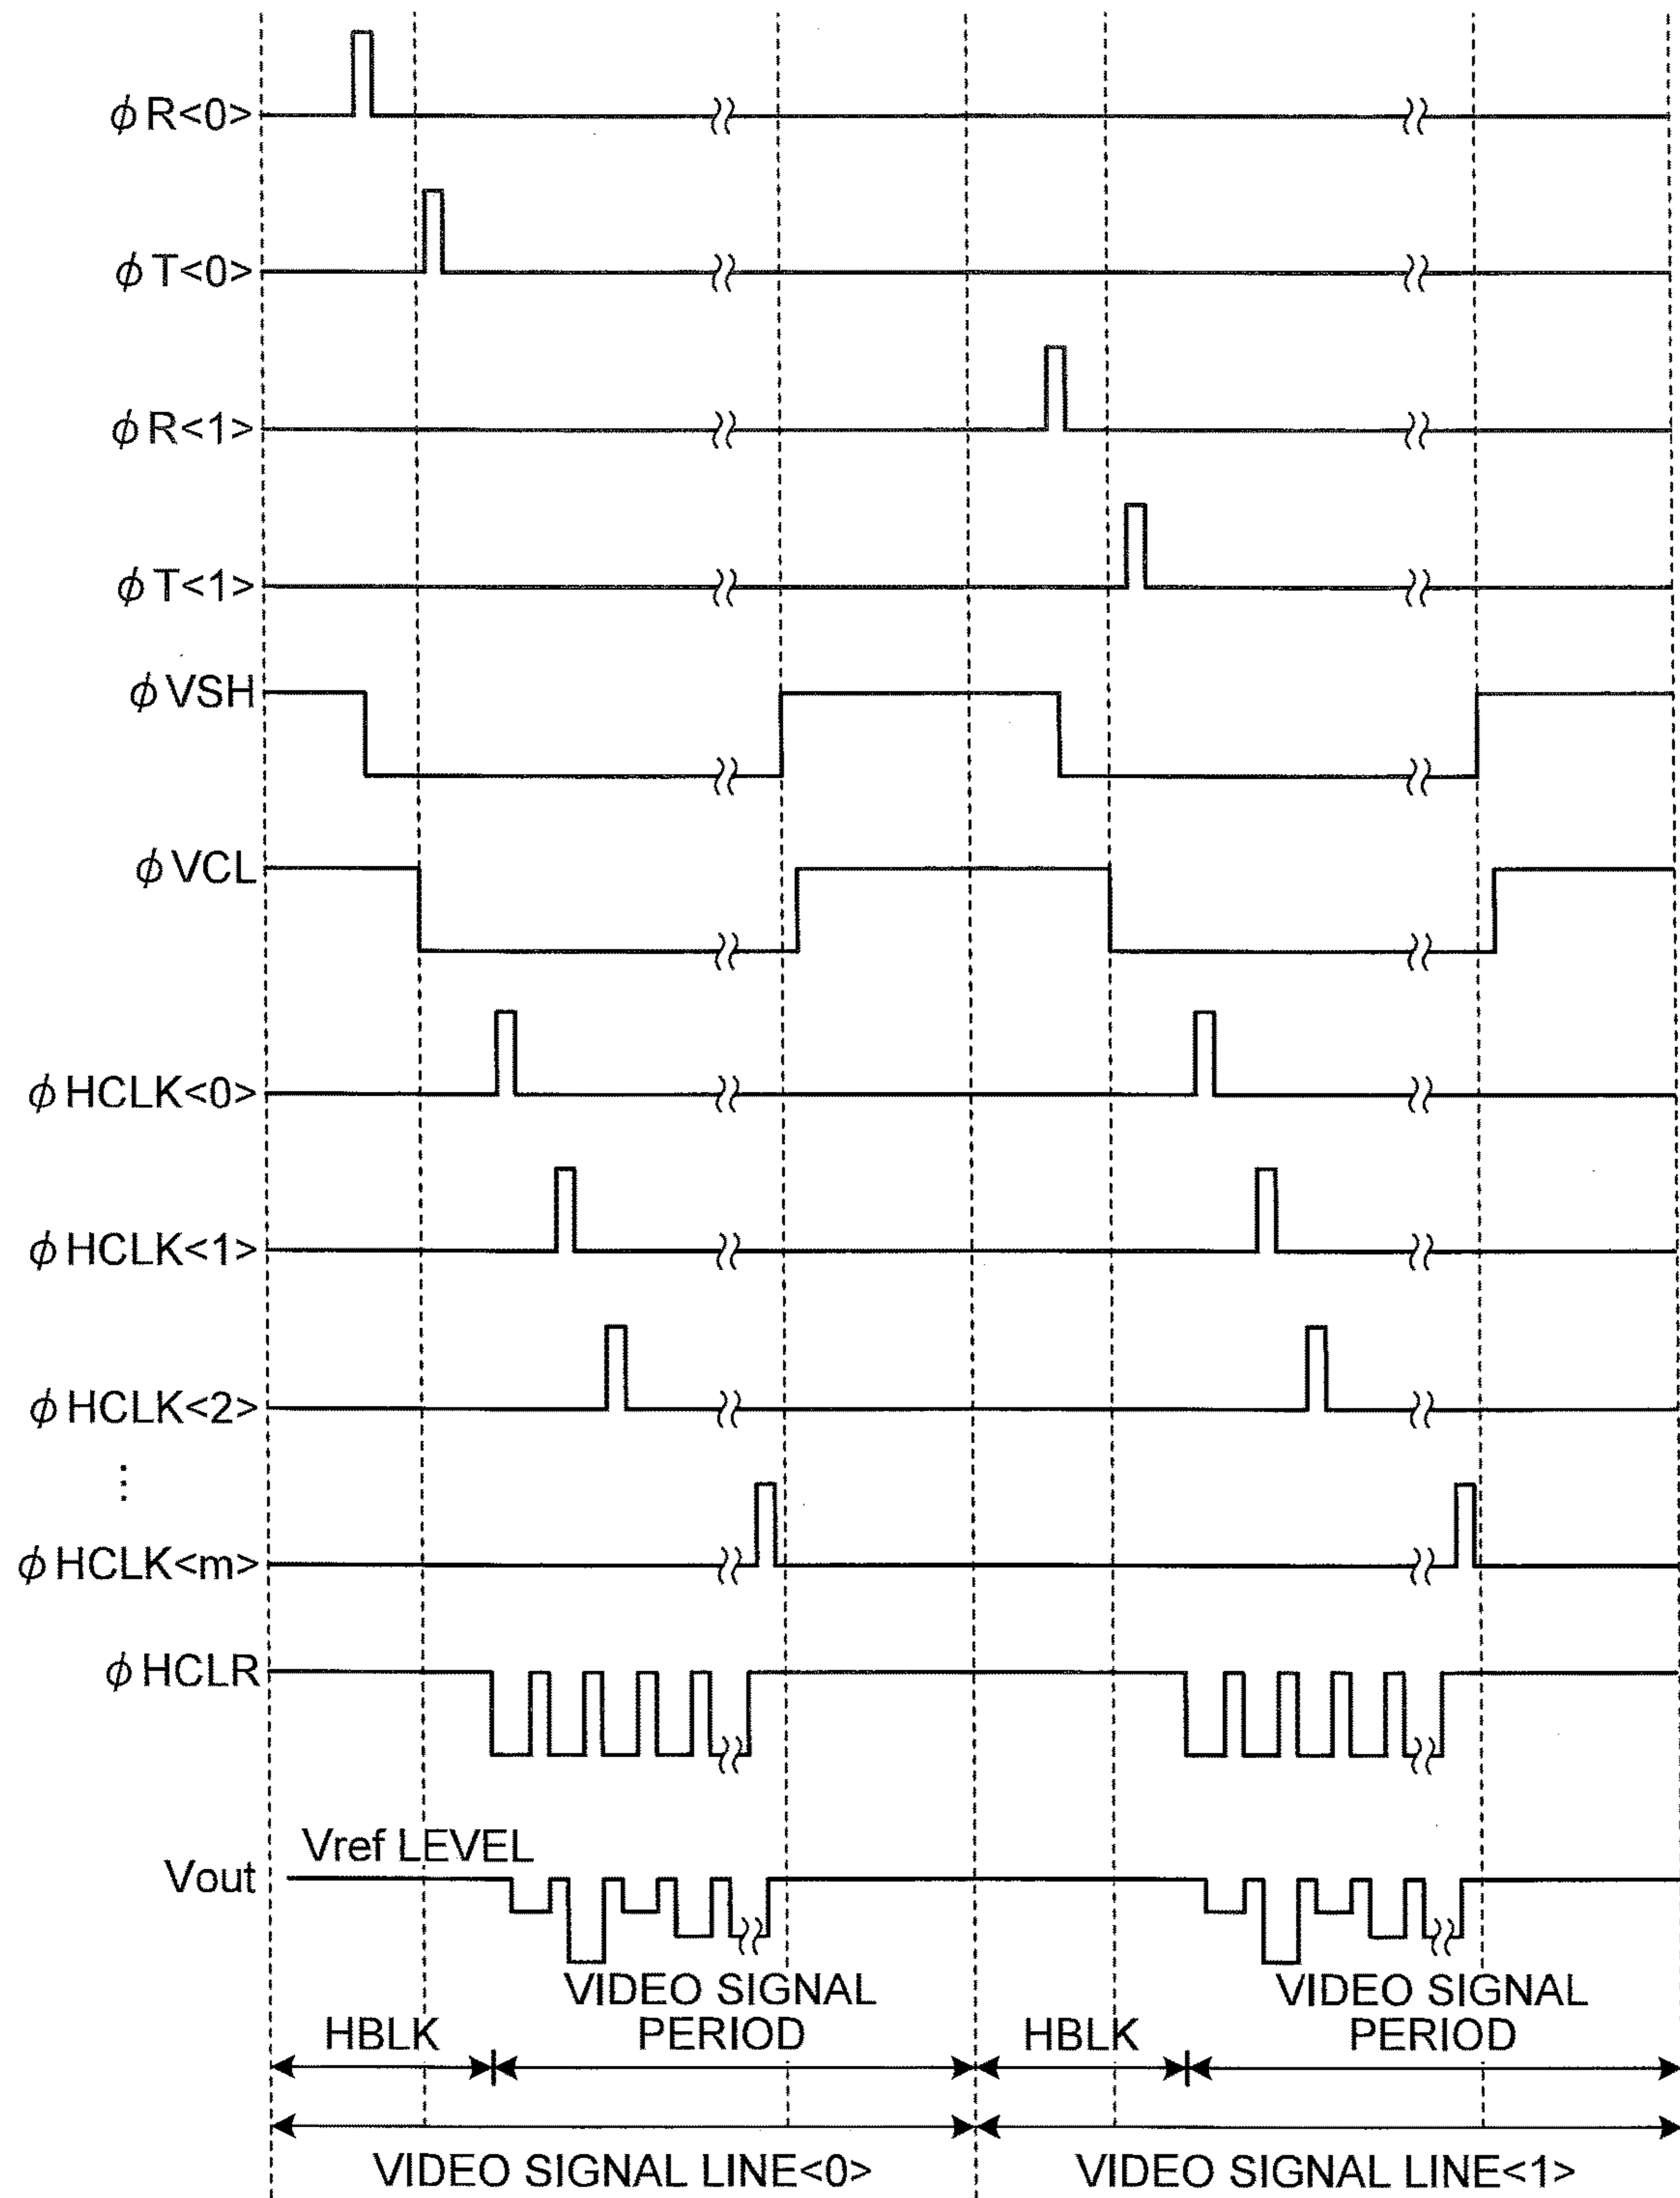 ϕR<0>
ϕT<0>
ϕR<1>
ϕT<1>
ϕVSH
ϕVCL
ϕHCLK<0>
ϕHCLK<1>
ϕHCLK<2>
⋮
ϕHCLK<m>
ϕHCLR
Vref LEVEL
Vout
VIDEO SIGNAL
PERIOD
HBLK
VIDEO SIGNAL
PERIOD
HBLK
VIDEO SIGNAL LINE<0>
VIDEO SIGNAL LINE<1>